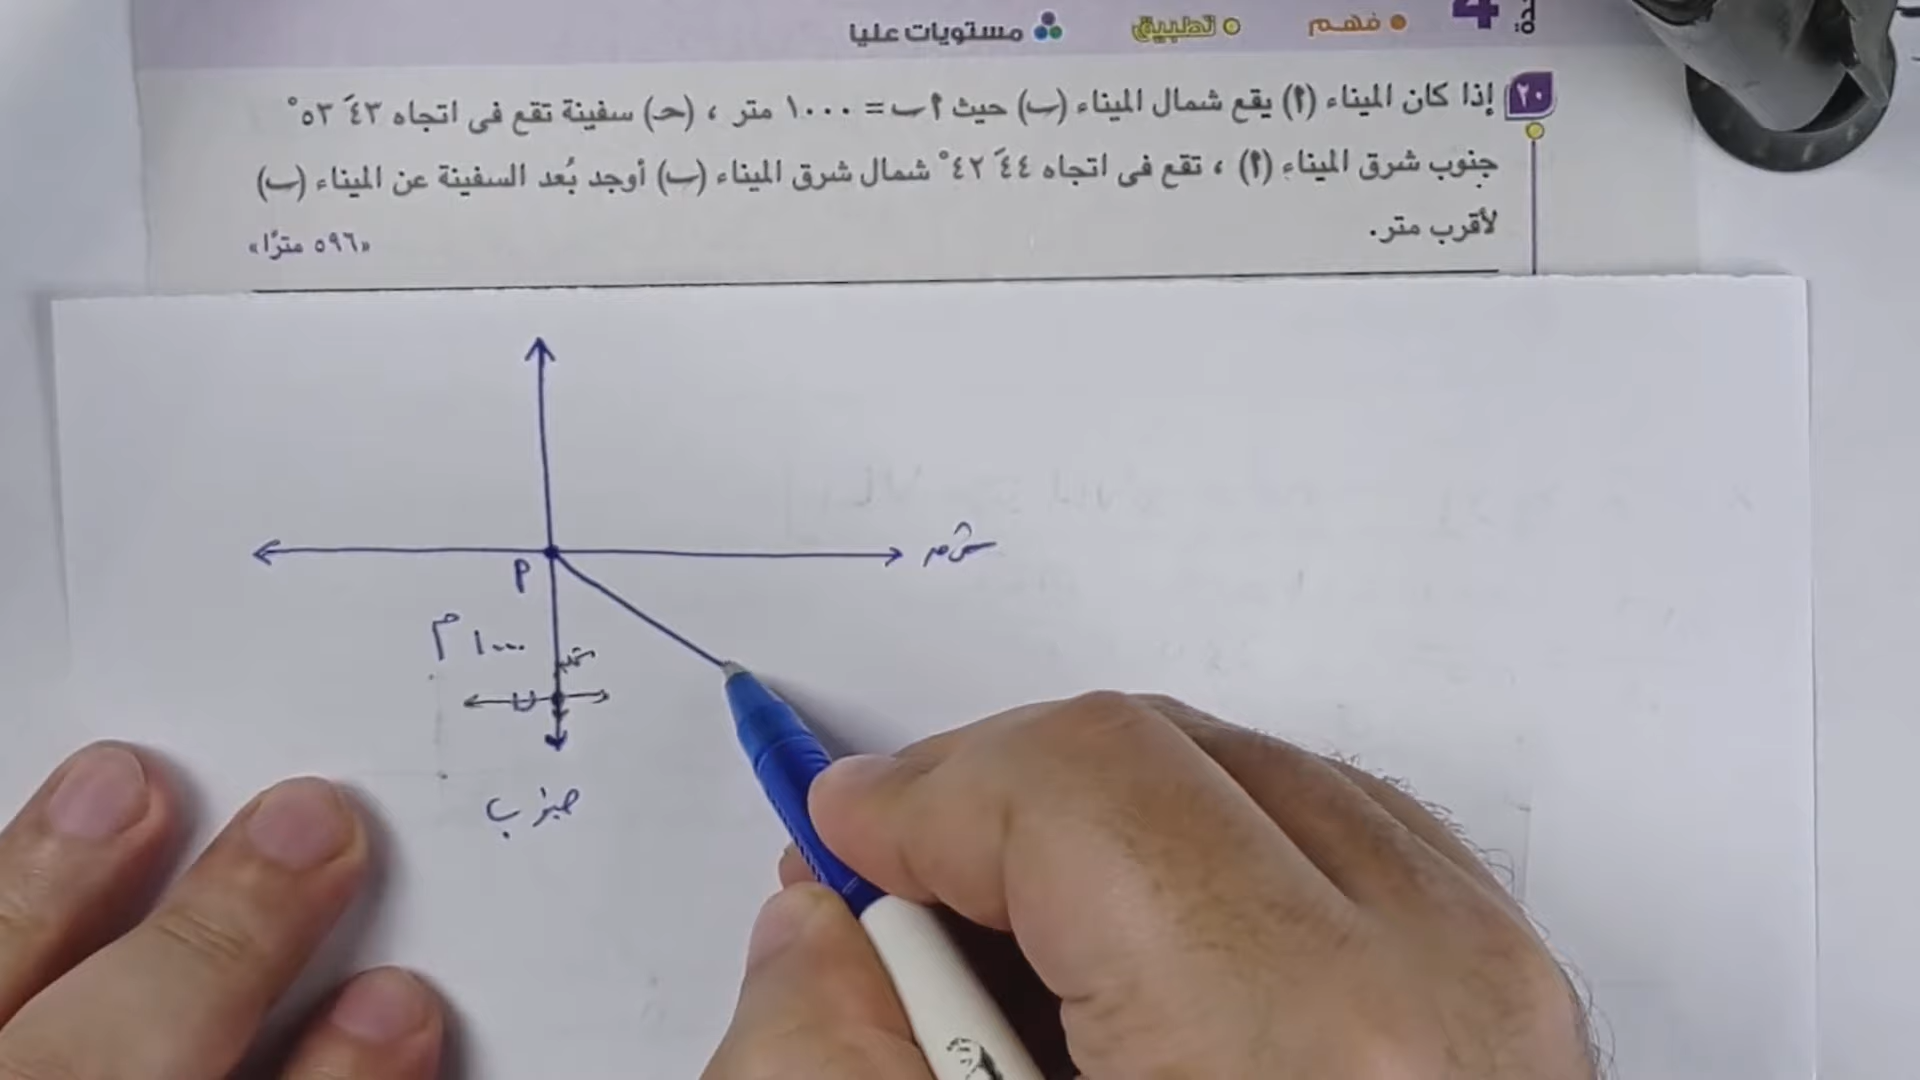 4
فهم
تطبيق
مستويات عليا
٢٠ إذا كان الميناء (أ) يقع شمال الميناء (ب) حيث أ ب = ١٠٠٠ متر ، (حـ) سفينة تقع فى اتجاه ٤٣َ ٥٣°
جنوب شرق الميناء (أ) ، تقع فى اتجاه ٤٤َ ٤٢° شمال شرق الميناء (ب) أوجد بُعد السفينة عن الميناء (ب)
لأقرب متر.
«٥٩٦ مترًا»
شرق
أ
١٠٠٠ م
ب
جنوب